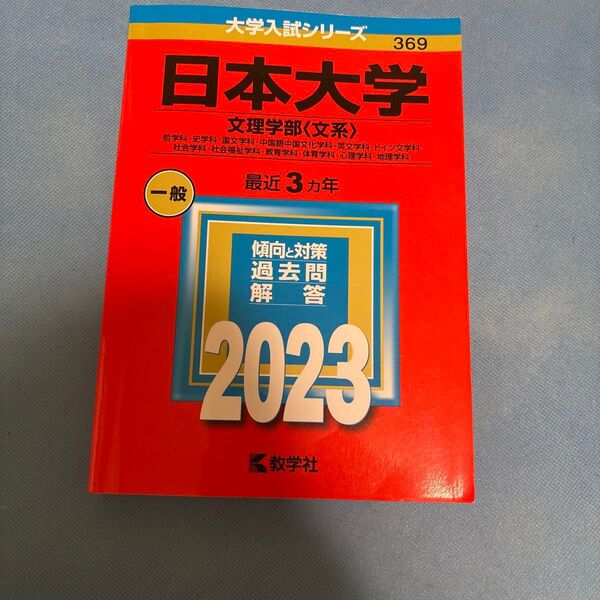 大学入試シリーズ
369
日本大学
文理学部〈文系〉
哲学科・史学科・国文学科・中国語中国文化学科・英文学科・ドイツ文学科・
社会学科・社会福祉学科・教育学科・体育学科・心理学科・地理学科
最近3カ年
一般
傾向と対策
過去問
解答
2023
教学社